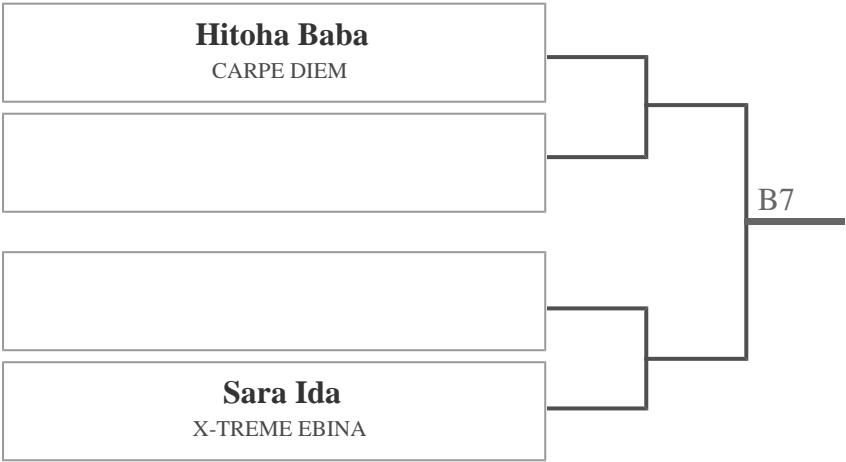 Hitoha Baba
CARPE DIEM
B7
Sara Ida
X-TREME EBINA